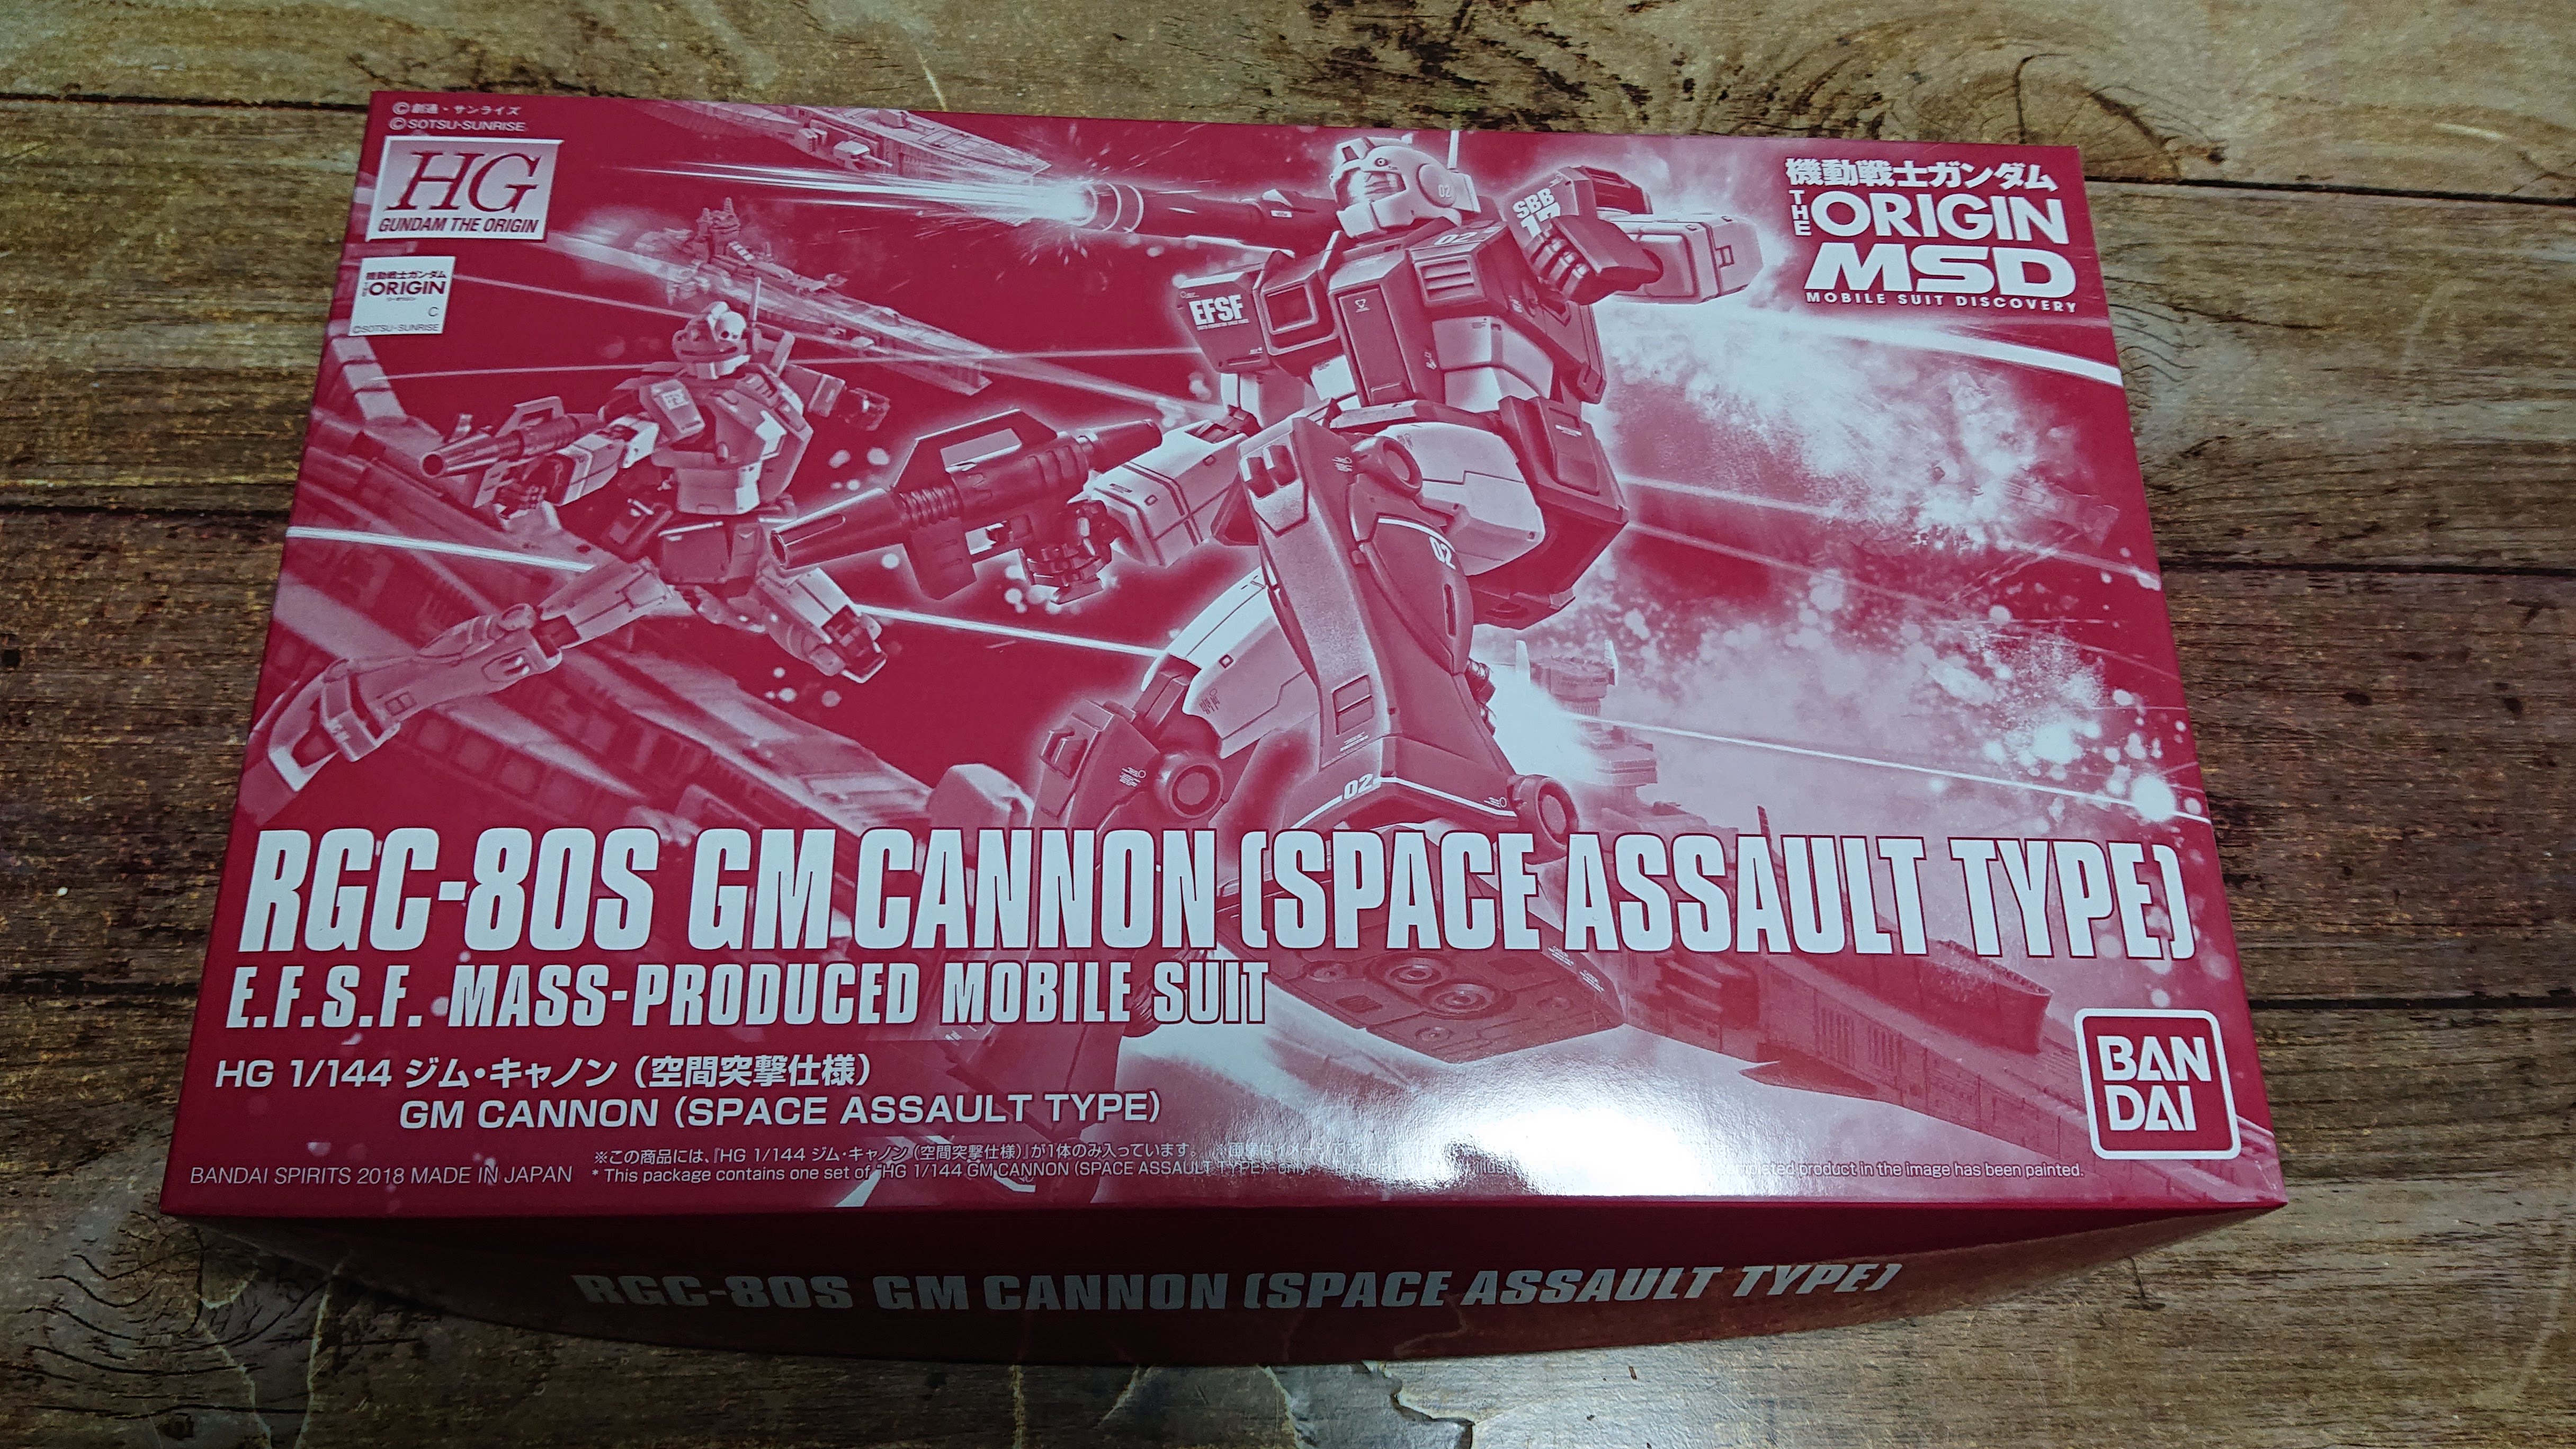 ©創通・サンライズ
©SOTSU・SUNRISE
HG
GUNDAM THE ORIGIN
機動戦士ガンダム
ORIGIN
C
©SOTSU・SUNRISE
機動戦士ガンダム
THE ORIGIN
MSD
MOBILE SUIT DISCOVERY
02
SBB
02
EFSF
02
02
RGC-80S GM CANNON (SPACE ASSAULT TYPE)
E.F.S.F. MASS-PRODUCED MOBILE SUIT
HG 1/144 ジム・キャノン（空間突撃仕様）
GM CANNON (SPACE ASSAULT TYPE)
BAN
DAI
※この商品には、「HG 1/144 ジム・キャノン（空間突撃仕様）」が1体のみ入っています。
BANDAI SPIRITS 2018 MADE IN JAPAN
* This package contains one set of "HG 1/144 GM CANNON (SPACE ASSAULT TYPE)" only. product in the image has been painted.
RGC-80S GM CANNON (SPACE ASSAULT TYPE)